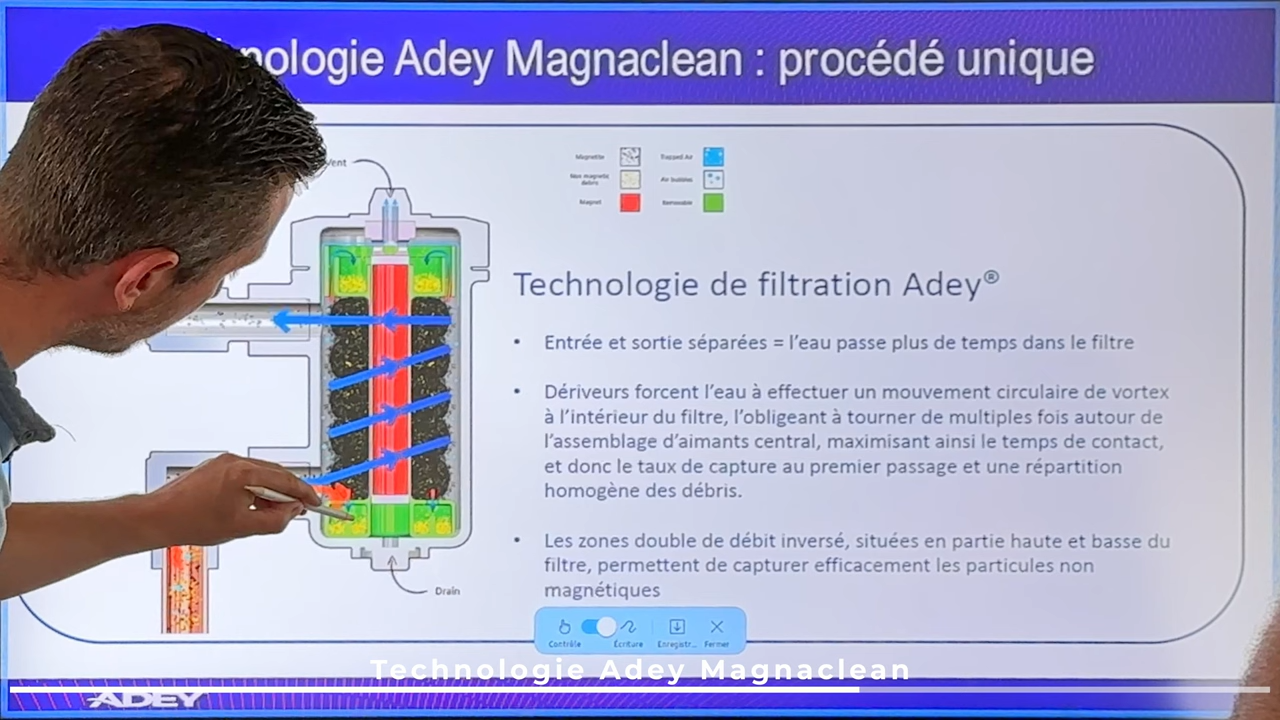 nologie Adey Magnaclean : procédé unique
Vent
Magnetite
Trapped Air
Non magnetic
debris
Air bubbles
Magnet
Removable
Technologie de filtration Adey®
• Entrée et sortie séparées = l'eau passe plus de temps dans le filtre
• Dériveurs forcent l'eau à effectuer un mouvement circulaire de vortex
à l'intérieur du filtre, l'obligeant à tourner de multiples fois autour de
l'assemblage d'aimants central, maximisant ainsi le temps de contact,
et donc le taux de capture au premier passage et une répartition
homogène des débris.
• Les zones double de débit inversé, situées en partie haute et basse du
filtre, permettent de capturer efficacement les particules non
magnétiques
Drain
Contrôle
Écriture
Enregistr...
Fermer
Technologie Adey Magnaclean
ADEY